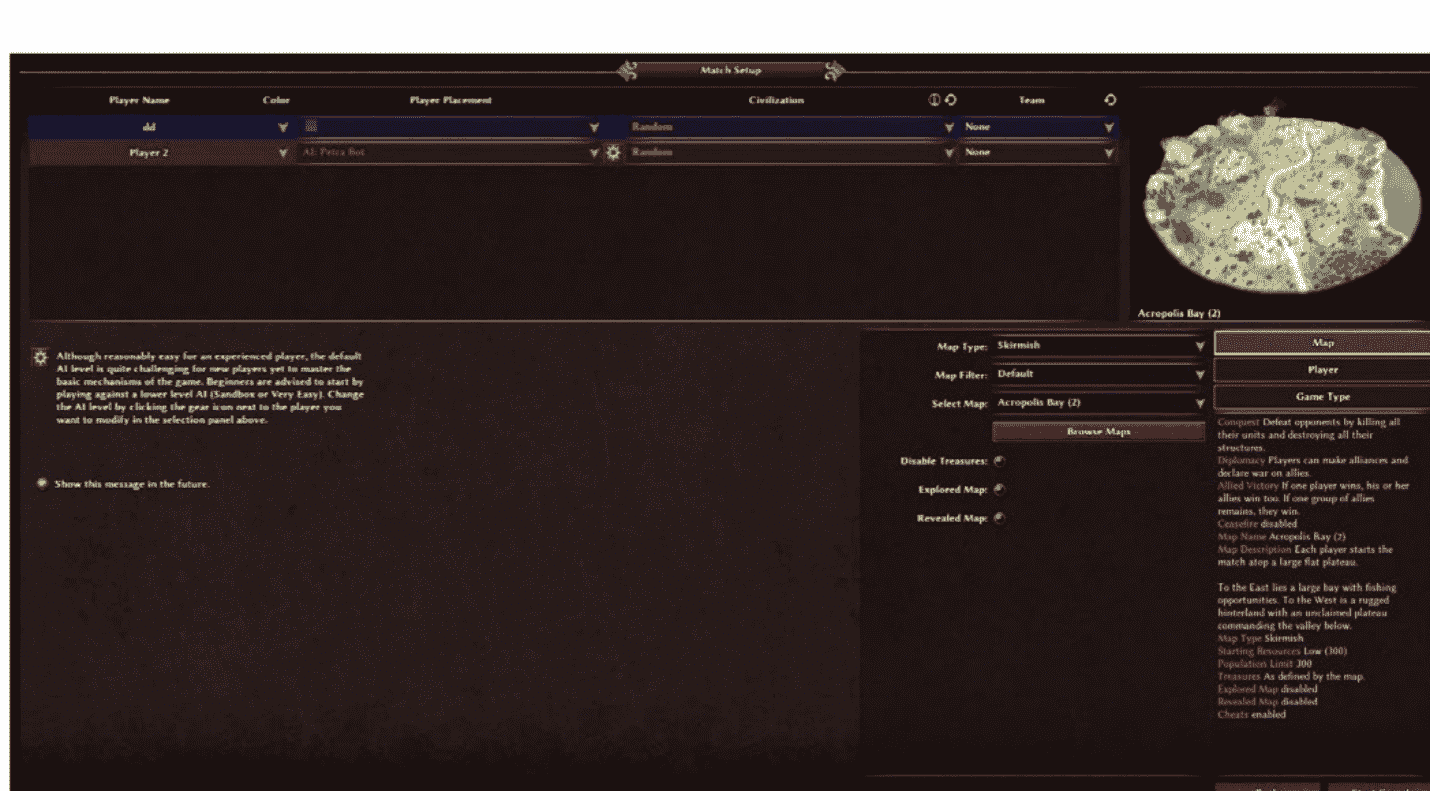 Match Setup
Player Name Color Player Placement Civilization Team
dd Random None
Player 2 AI: Petra Bot Random None
Acropolis Bay (2)
Although reasonably easy for an experienced player, the default
AI level is quite challenging for new players yet to master the
basic mechanisms of the game. Beginners are advised to start by
playing against a lower level AI (Sandbox or Very Easy). Change
the AI level by clicking the gear icon next to the player you
want to modify in the selection panel above.
Show this message in the future.
Map Type: Skirmish
Map Filter: Default
Select Map: Acropolis Bay (2)
Browse Maps
Disable Treasures:
Explored Map:
Revealed Map:
Map
Player
Game Type
Conquest Defeat opponents by killing all
their units and destroying all their
structures.
Diplomacy Players can make alliances and
declare war on allies.
Allied Victory If one player wins, his or her
allies win too. If one group of allies
remains, they win.
Ceasefire disabled
Map Name Acropolis Bay (2)
Map Description Each player starts the
match atop a large flat plateau.
To the East lies a large bay with fishing
opportunities. To the West is a rugged
hinterland with an unclaimed plateau
commanding the valley below.
Map Type Skirmish
Starting Resources Low (300)
Population Limit 300
Treasures As defined by the map.
Explored Map disabled
Revealed Map disabled
Cheats enabled